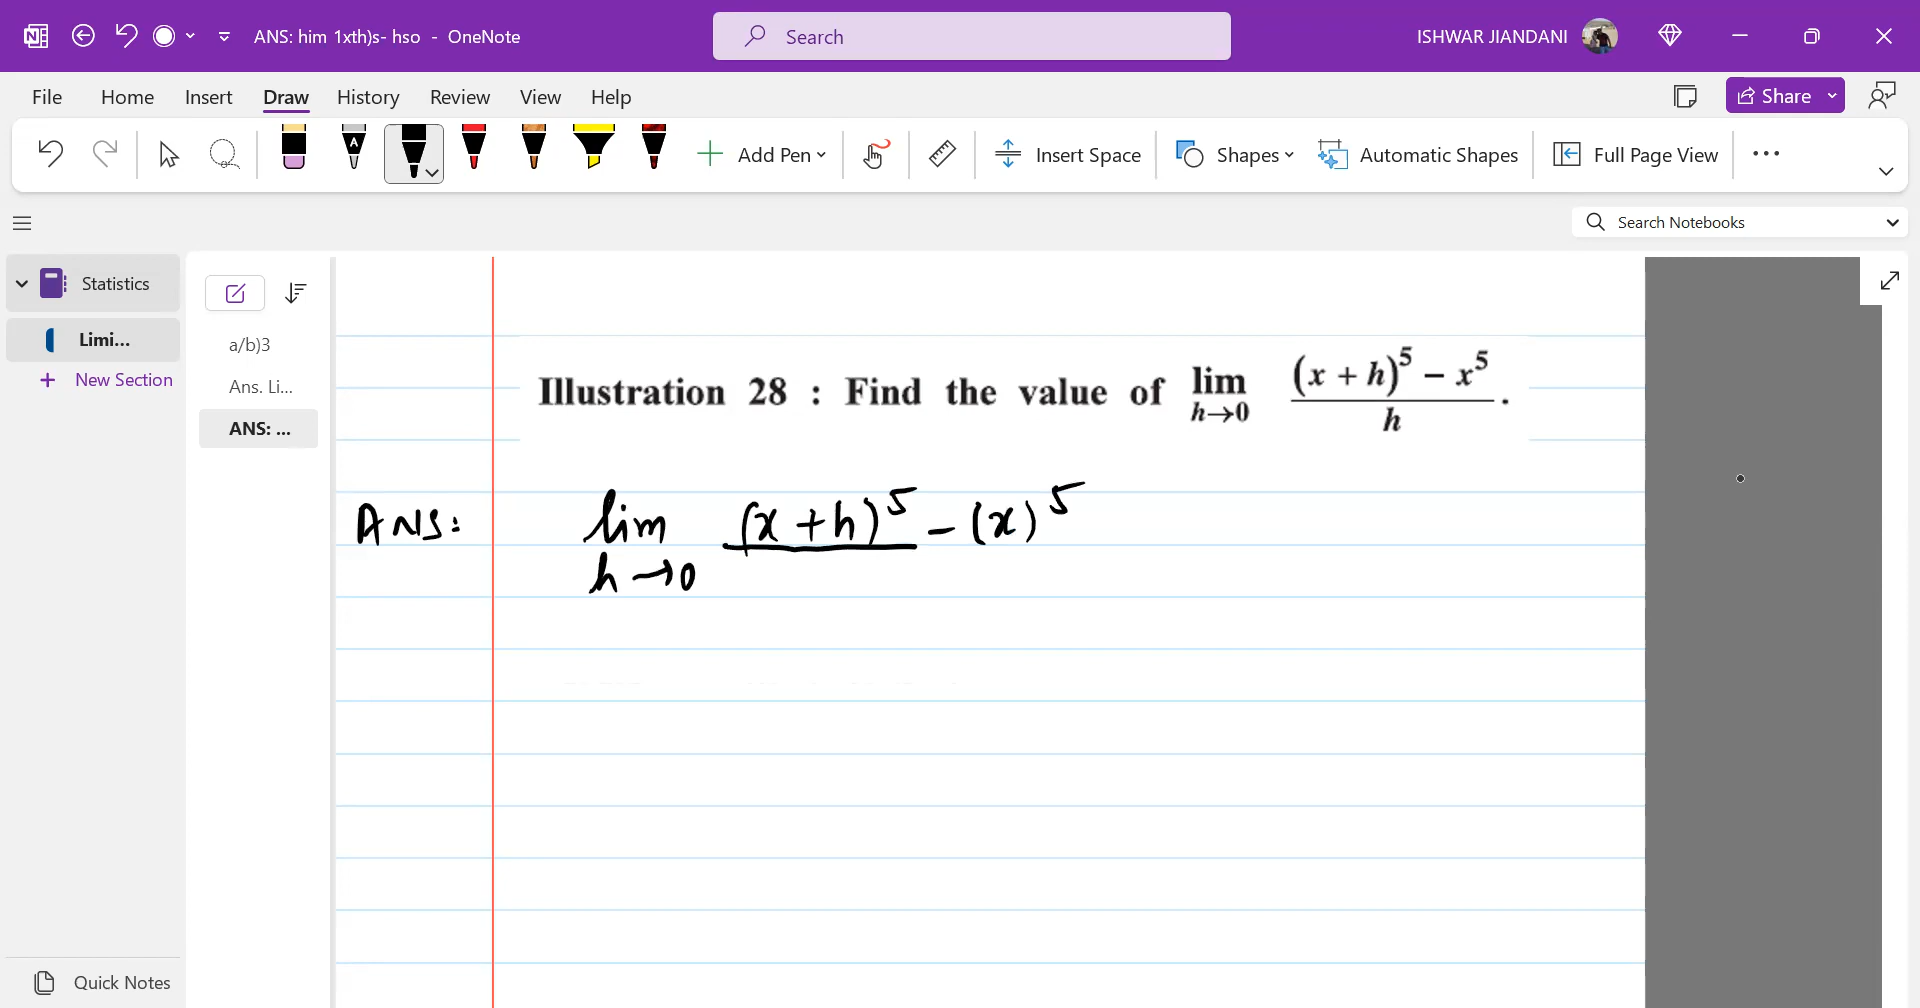 ANS: him 1xth)s- hso - OneNote
Search
ISHWAR JIANDANI
File Home Insert Draw History Review View Help
Share
A
Add Pen
Insert Space
Shapes
Automatic Shapes
Full Page View
Search Notebooks
Statistics
Limi...
New Section
a/b)3
Ans. Li...
ANS: ...
Illustration 28 : Find the value of lim h→0 (x + h)^5 − x^5 / h .
ANS: lim (x + h)^5 − (x)^5
h → 0
Quick Notes